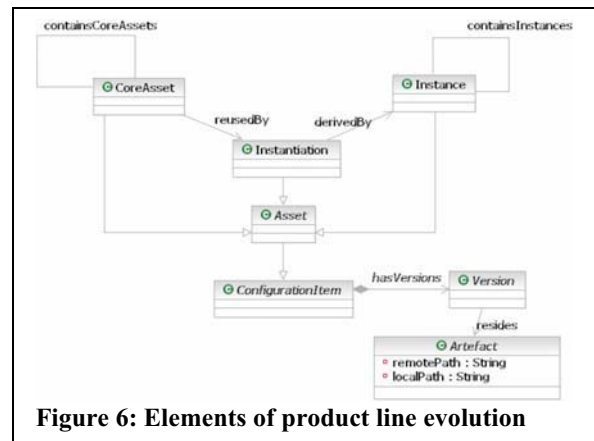 containsCoreAssets
containsInstances
CoreAsset
Instance
reusedBy
derivedBy
Instantiation
Asset
ConfigurationItem
hasVersions
Version
resides
Artefact
remotePath : String
localPath : String
Figure 6: Elements of product line evolution